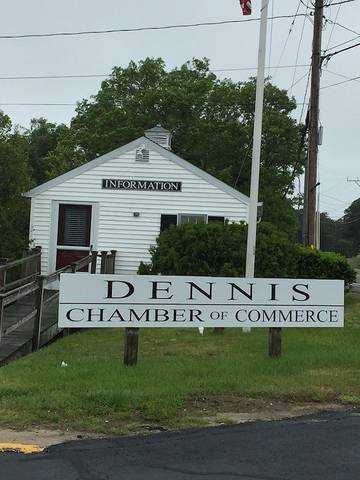 INFORMATION
DENNIS
CHAMBER OF COMMERCE